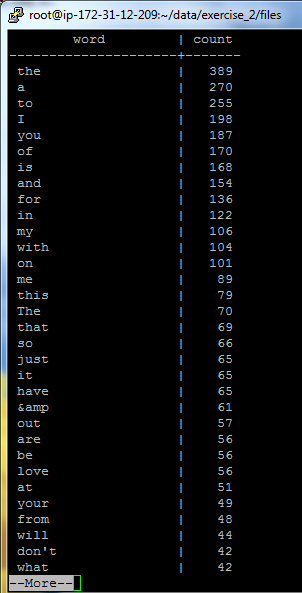 root@ip-172-31-12-209:~/data/exercise_2/files
word | count
----------------------+-------
the | 389
a | 270
to | 255
I | 198
you | 187
of | 170
is | 168
and | 154
for | 136
in | 122
my | 106
with | 104
on | 101
me | 89
this | 79
The | 70
that | 69
so | 66
just | 65
it | 65
have | 65
&amp | 61
out | 57
are | 56
be | 56
love | 56
at | 51
your | 49
from | 48
will | 44
don't | 42
what | 42
--More--